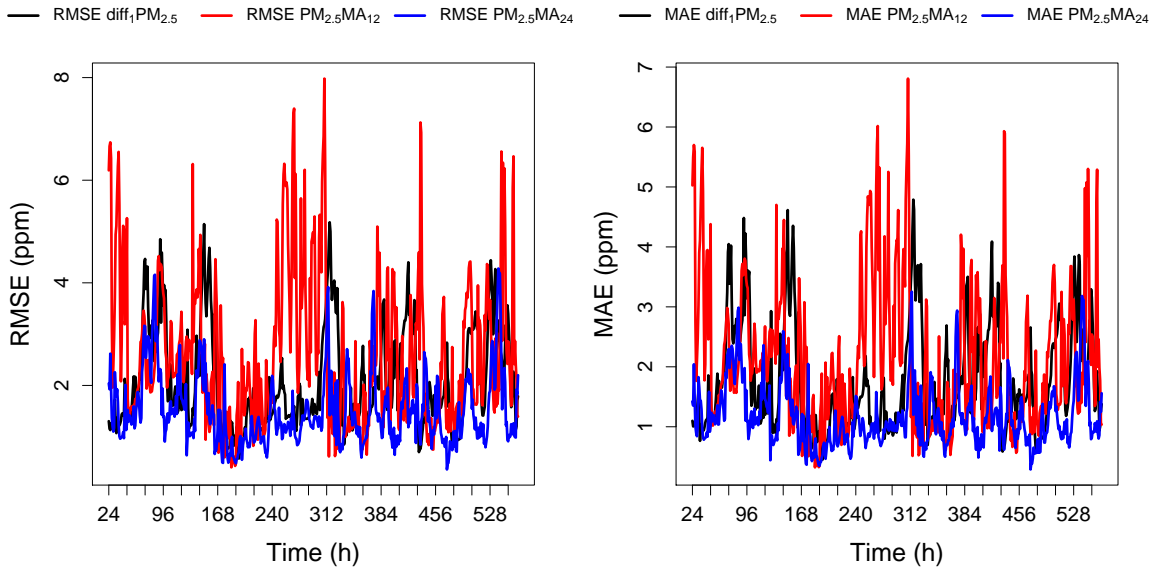 RMSE diff₁PM₂.₅ RMSE PM₂.₅MA₁₂ RMSE PM₂.₅MA₂₄
8
6
4
2
RMSE (ppm)
24 96 168 240 312 384 456 528
Time (h)
MAE diff₁PM₂.₅ MAE PM₂.₅MA₁₂ MAE PM₂.₅MA₂₄
7
6
5
4
3
2
1
MAE (ppm)
24 96 168 240 312 384 456 528
Time (h)